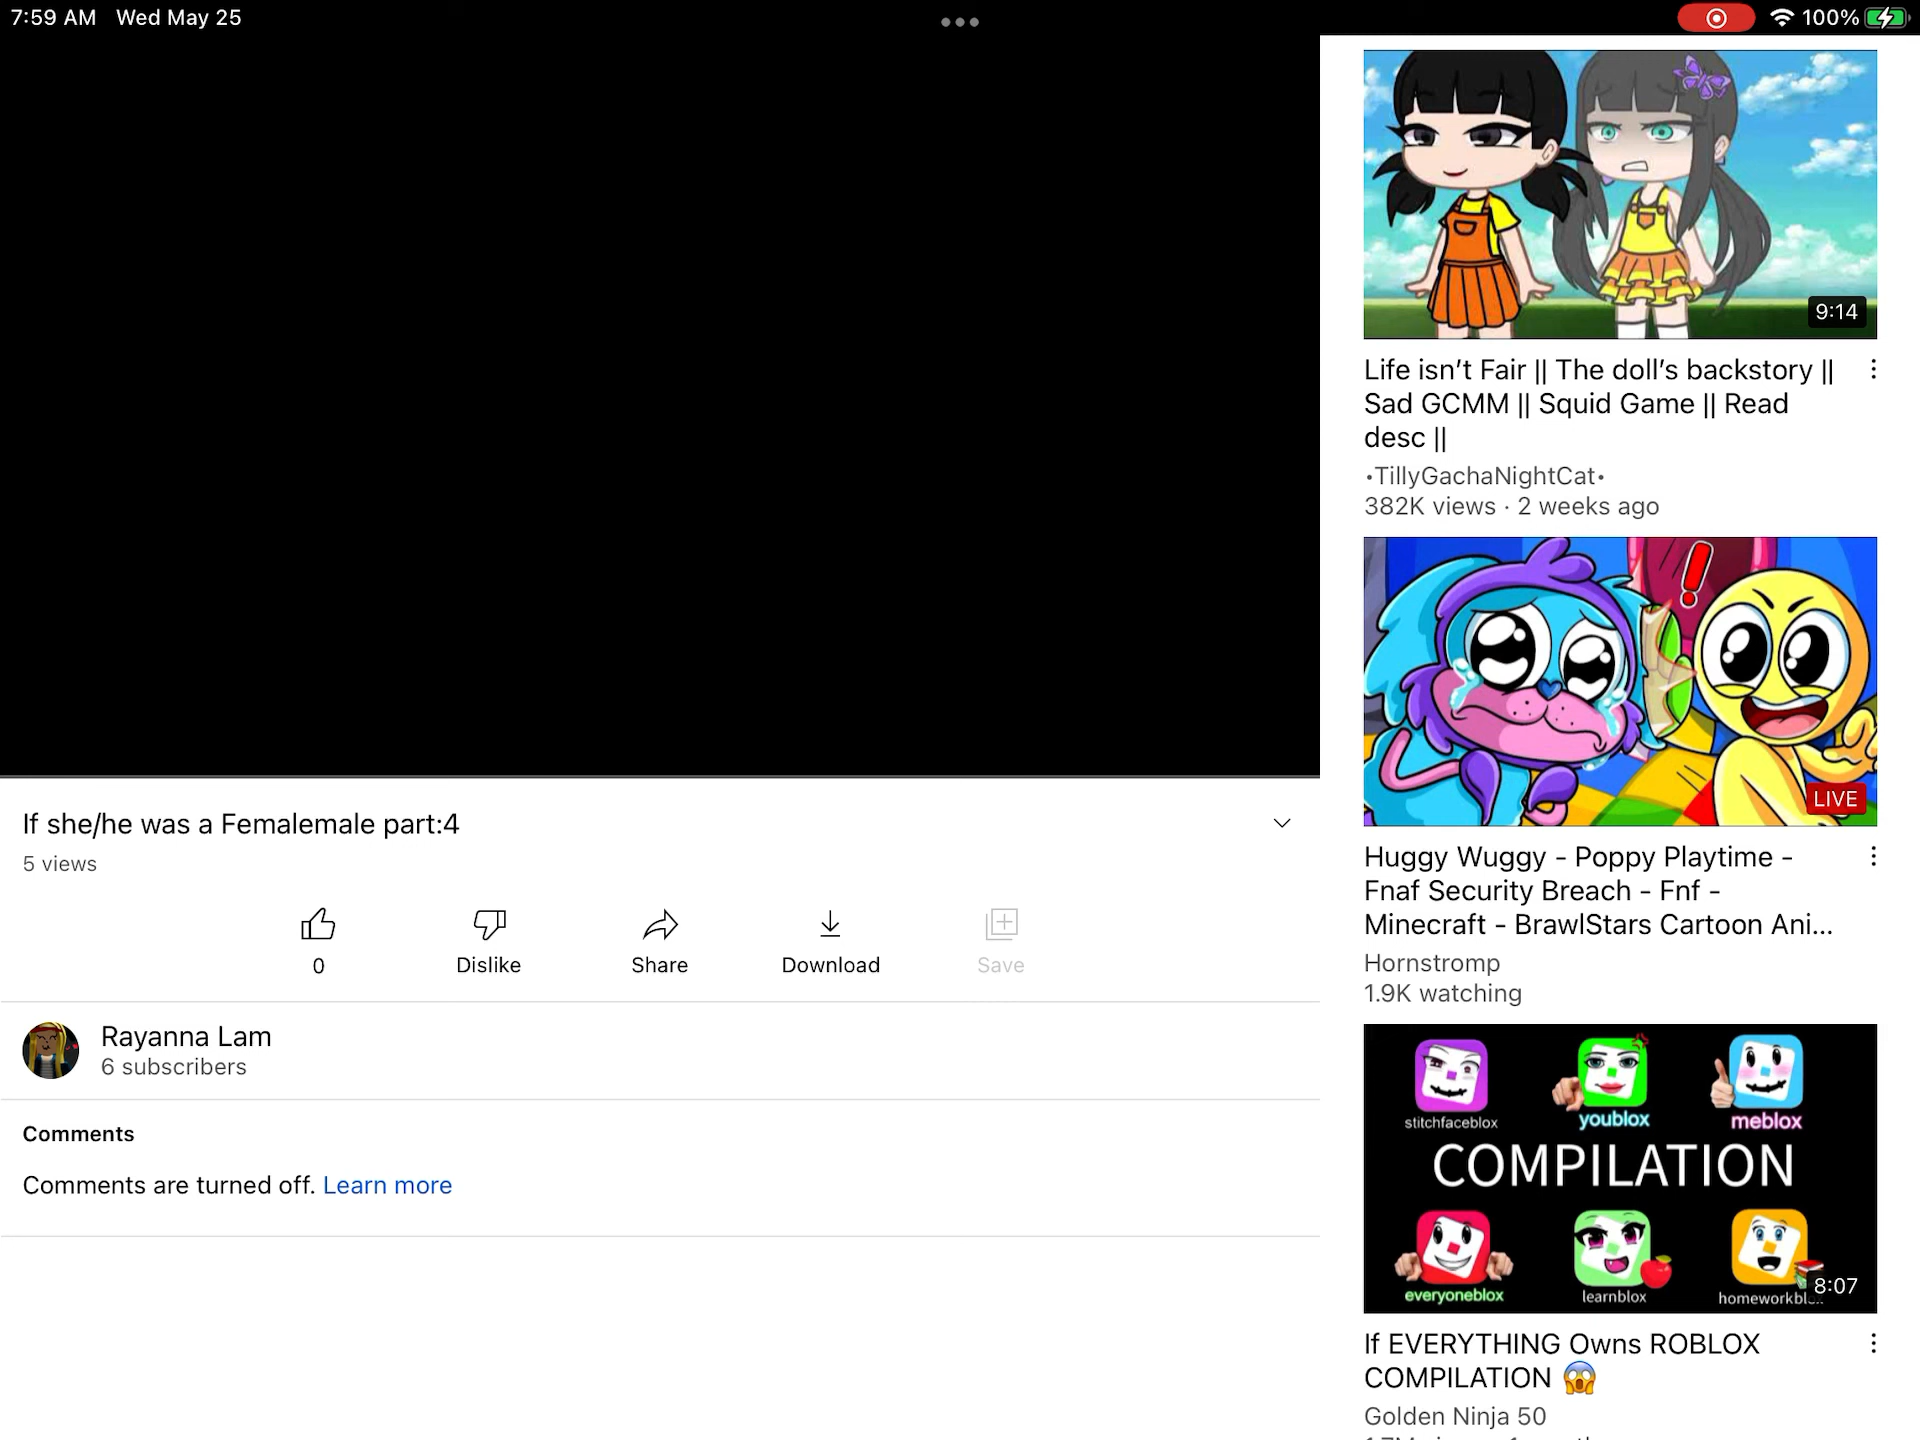 7:59 AM Wed May 25
100%
If she/he was a Femalemale part:4
5 views
0
Dislike
Share
Download
Save
Rayanna Lam
6 subscribers
Comments
Comments are turned off. Learn more
9:14
Life isn't Fair || The doll's backstory ||
Sad GCMM || Squid Game || Read
desc ||
•TillyGachaNightCat•
382K views · 2 weeks ago
LIVE
Huggy Wuggy - Poppy Playtime -
Fnaf Security Breach - Fnf -
Minecraft - BrawlStars Cartoon Ani...
Hornstromp
1.9K watching
stitchfaceblox
youblox
meblox
COMPILATION
everyoneblox
learnblox
8:07
If EVERYTHING Owns ROBLOX
COMPILATION 😱
Golden Ninja 50